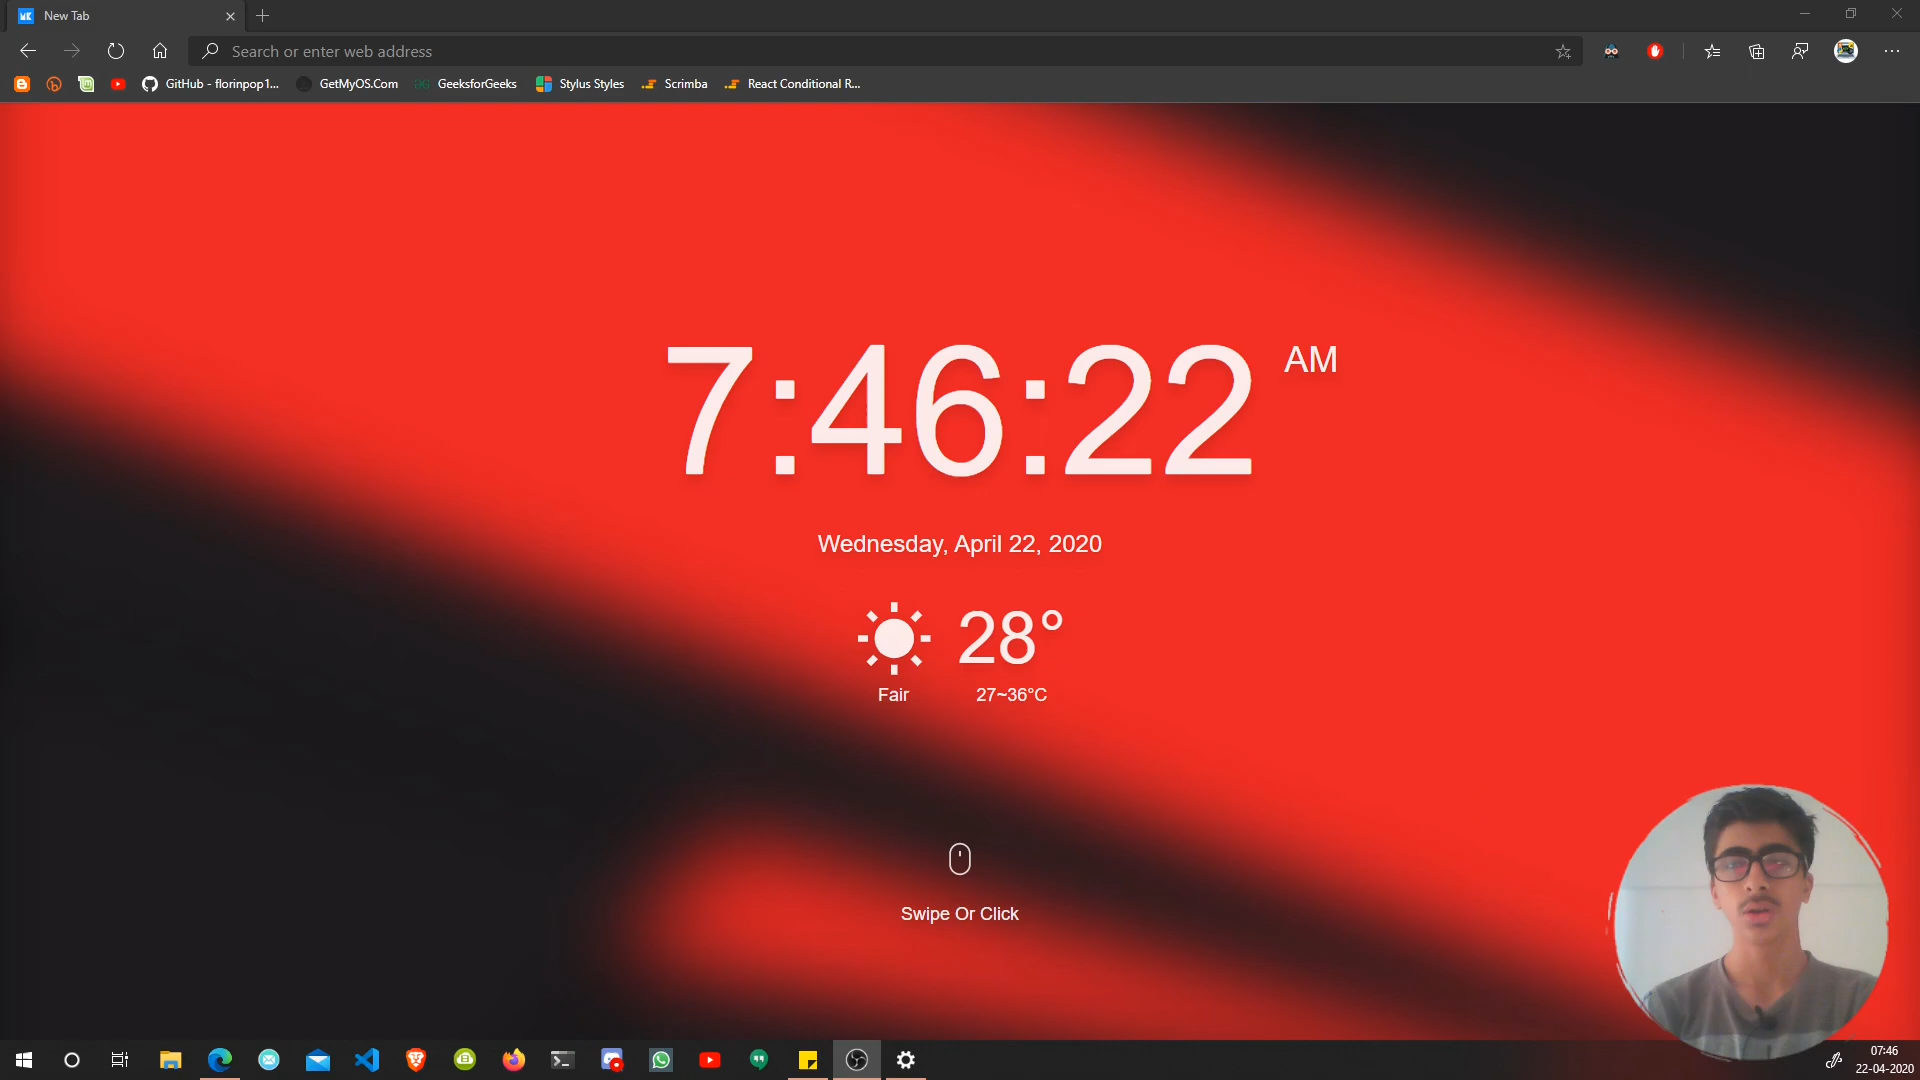 New Tab
Search or enter web address
GitHub - florinpop1...
GetMyOS.Com
GeeksforGeeks
Stylus Styles
Scrimba
React Conditional R...
7:46:22 AM
Wednesday, April 22, 2020
28°
Fair
27~36°C
Swipe Or Click
07:46
22-04-2020